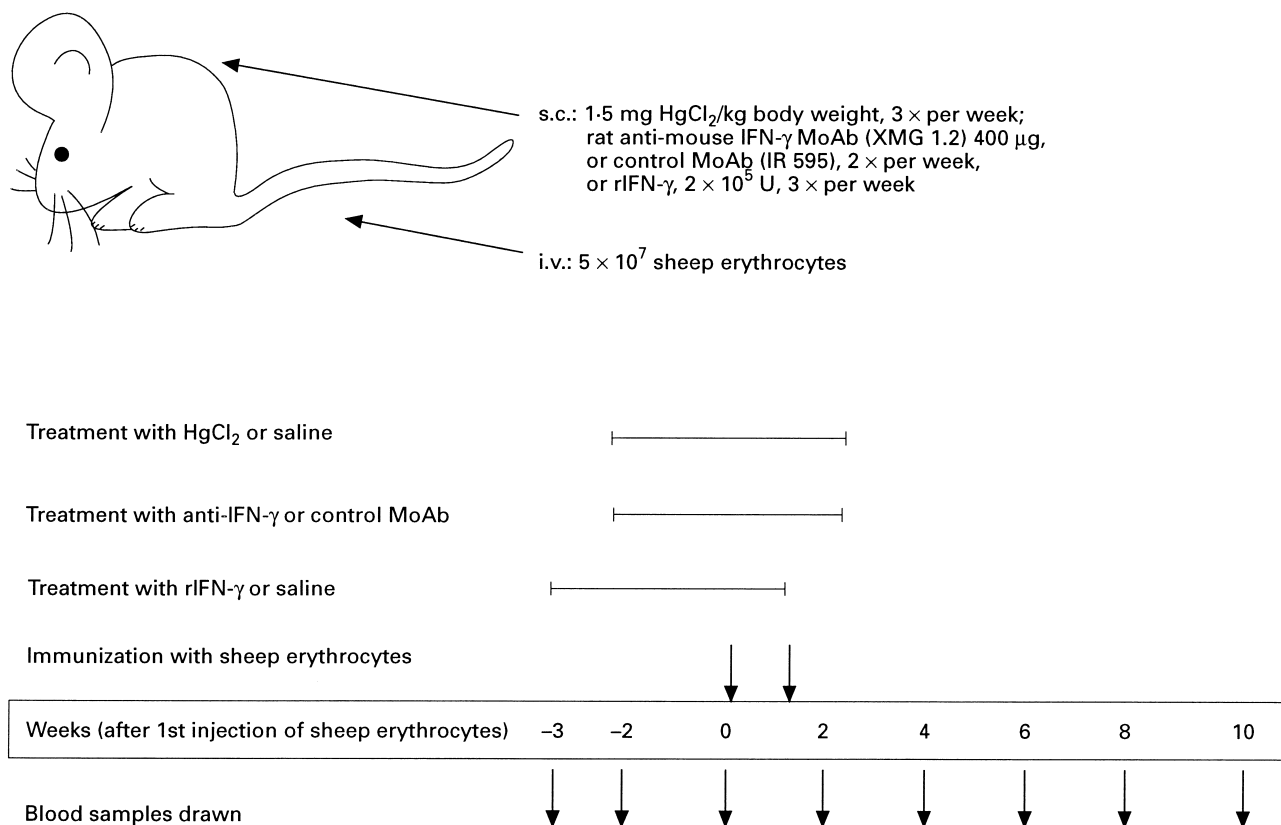 s.c.: 1·5 mg HgCl₂/kg body weight, 3 × per week;
rat anti-mouse IFN-γ MoAb (XMG 1.2) 400 μg,
or control MoAb (IR 595), 2 × per week,
or rIFN-γ, 2 × 10⁵ U, 3 × per week
i.v.: 5 × 10⁷ sheep erythrocytes
Treatment with HgCl₂ or saline
Treatment with anti-IFN-γ or control MoAb
Treatment with rIFN-γ or saline
Immunization with sheep erythrocytes
Weeks (after 1st injection of sheep erythrocytes) –3 –2 0 2 4 6 8 10
Blood samples drawn